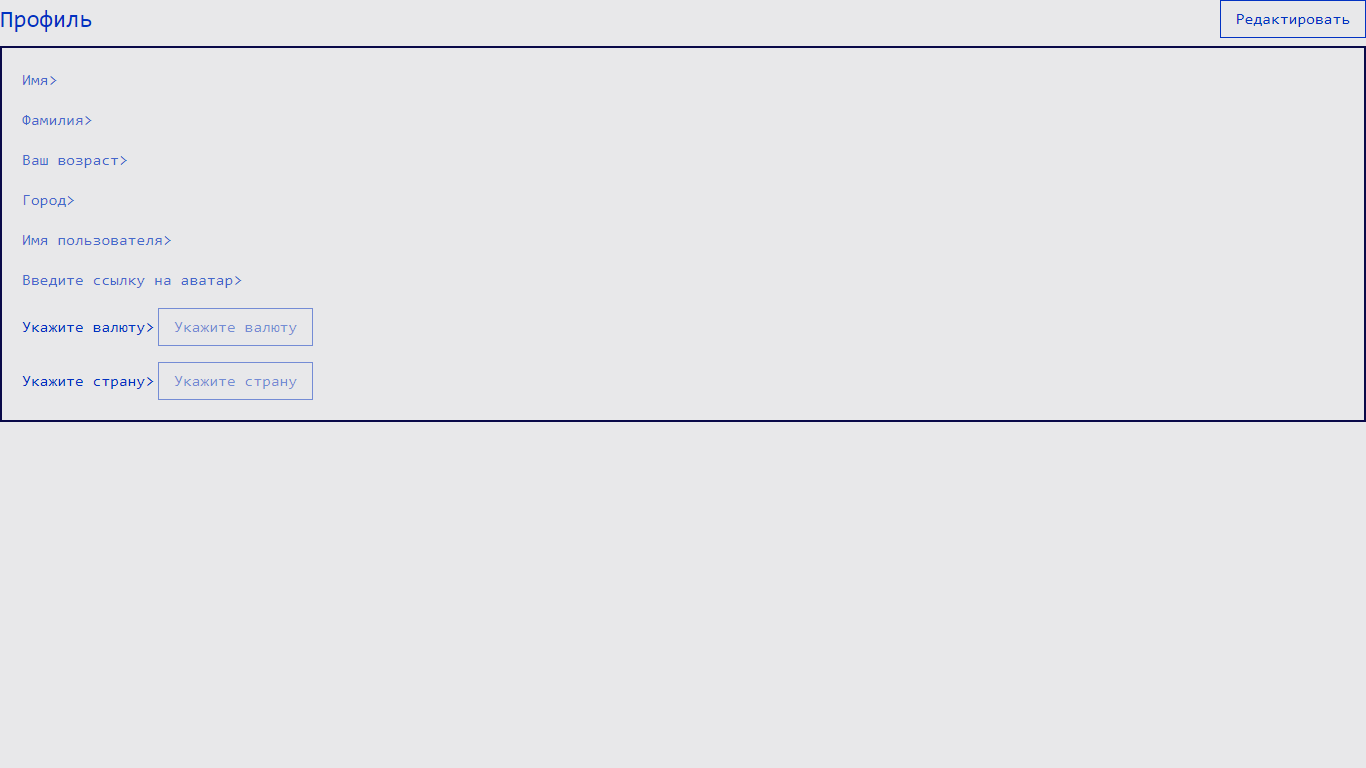 Профиль
Редактировать
Имя>
Фамилия>
Ваш возраст>
Город>
Имя пользователя>
Введите ссылку на аватар>
Укажите валюту> Укажите валюту
Укажите страну> Укажите страну